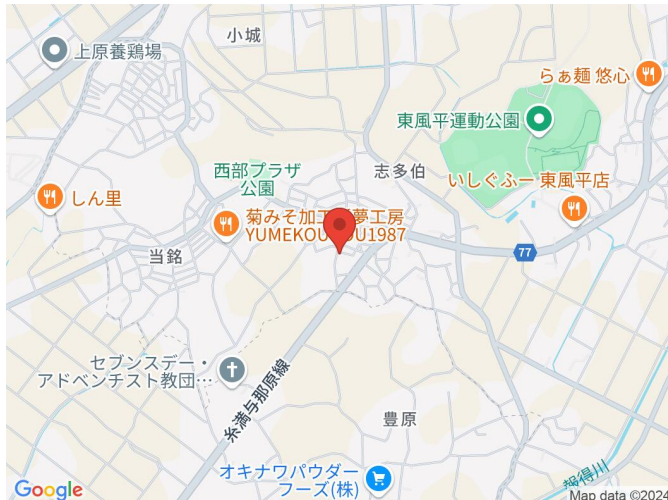 小城
上原養鶏場
らぁ麺 悠心
東風平運動公園
西部プラザ
公園
志多伯
いしぐふー 東風平店
しん里
菊みそ加工
夢工房
YUMEKOU
OU1987
当銘
77
セブンスデー・
アドベンチスト教団…
糸満与那原線
豊原
オキナワパウダー
フーズ(株)
報得川
Google
Map data ©2024